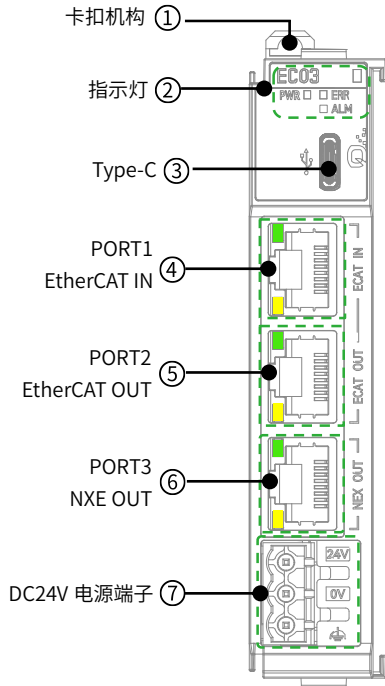 卡扣机构 ①
指示灯 ②
EC03
PWR ERR
ALM
Type-C ③
PORT1
EtherCAT IN ④
ECAT IN
PORT2
EtherCAT OUT ⑤
ECAT OUT
PORT3
NXE OUT ⑥
NEX OUT
DC24V 电源端子 ⑦
24V
0V